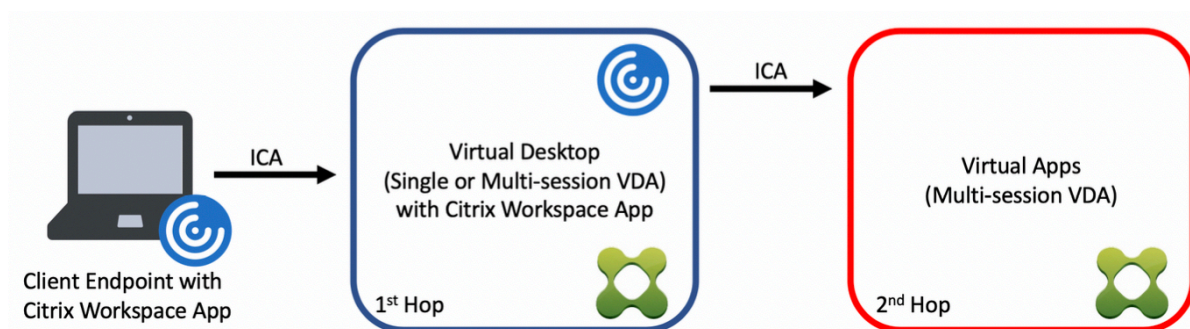 ICA
Client Endpoint with
Citrix Workspace App
Virtual Desktop
(Single or Multi-session VDA)
with Citrix Workspace App
1st Hop
ICA
Virtual Apps
(Multi-session VDA)
2nd Hop